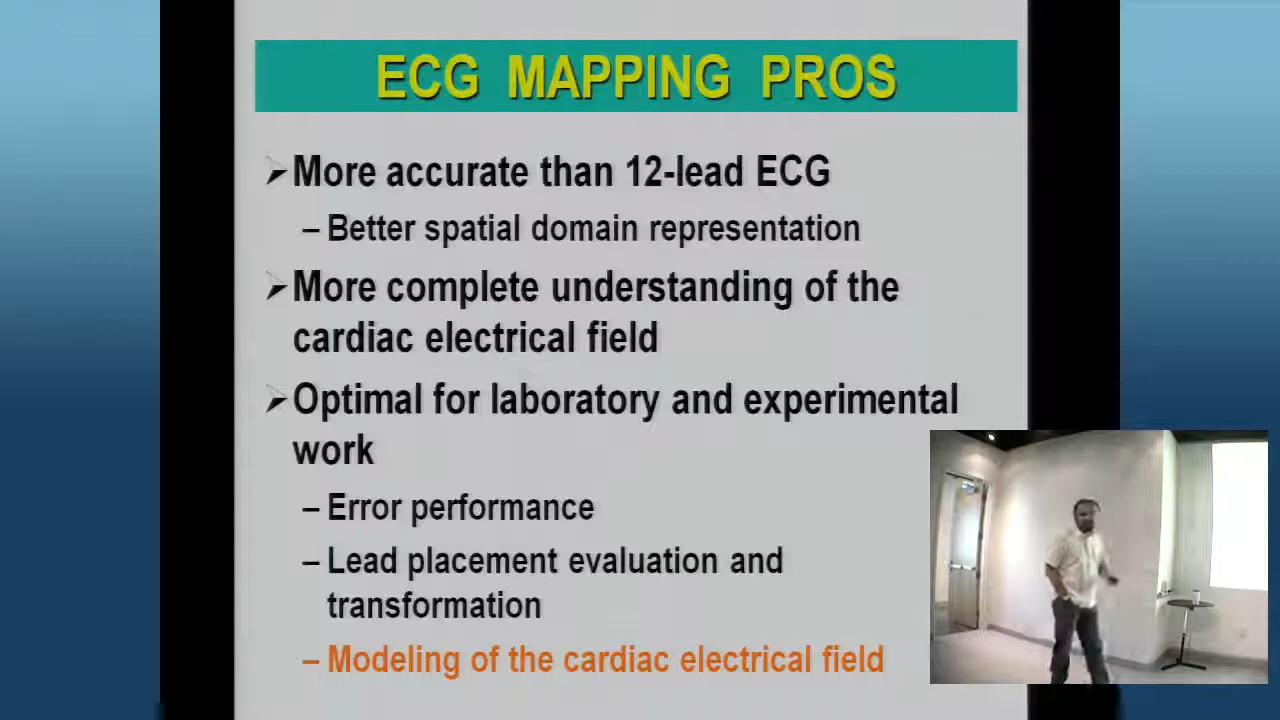 ECG MAPPING PROS
➢More accurate than 12-lead ECG
– Better spatial domain representation
➢More complete understanding of the
cardiac electrical field
➢Optimal for laboratory and experimental
work
– Error performance
– Lead placement evaluation and
transformation
– Modeling of the cardiac electrical field